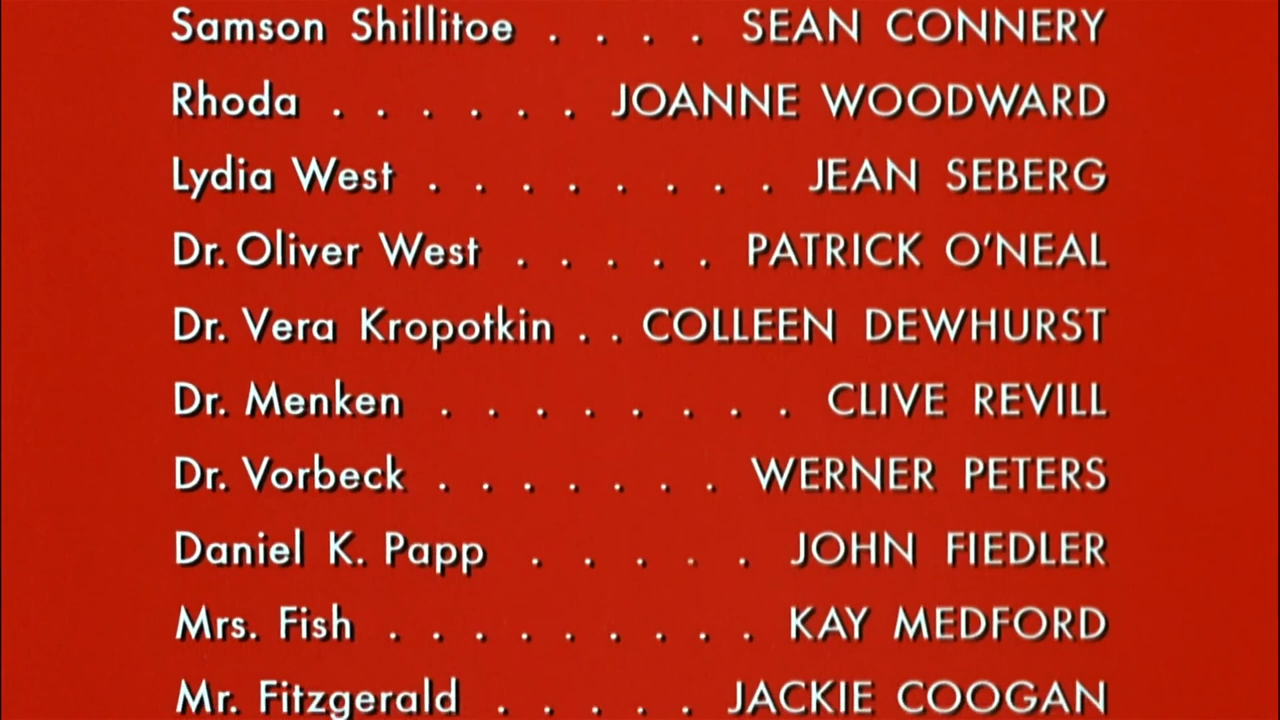 Samson Shillitoe . . . . SEAN CONNERY
Rhoda . . . . . . JOANNE WOODWARD
Lydia West . . . . . . . . JEAN SEBERG
Dr. Oliver West . . . . . PATRICK O'NEAL
Dr. Vera Kropotkin . . COLLEEN DEWHURST
Dr. Menken . . . . . . . . CLIVE REVILL
Dr. Vorbeck . . . . . . . WERNER PETERS
Daniel K. Papp . . . . . JOHN FIEDLER
Mrs. Fish . . . . . . . . . KAY MEDFORD
Mr. Fitzgerald . . . . . JACKIE COOGAN